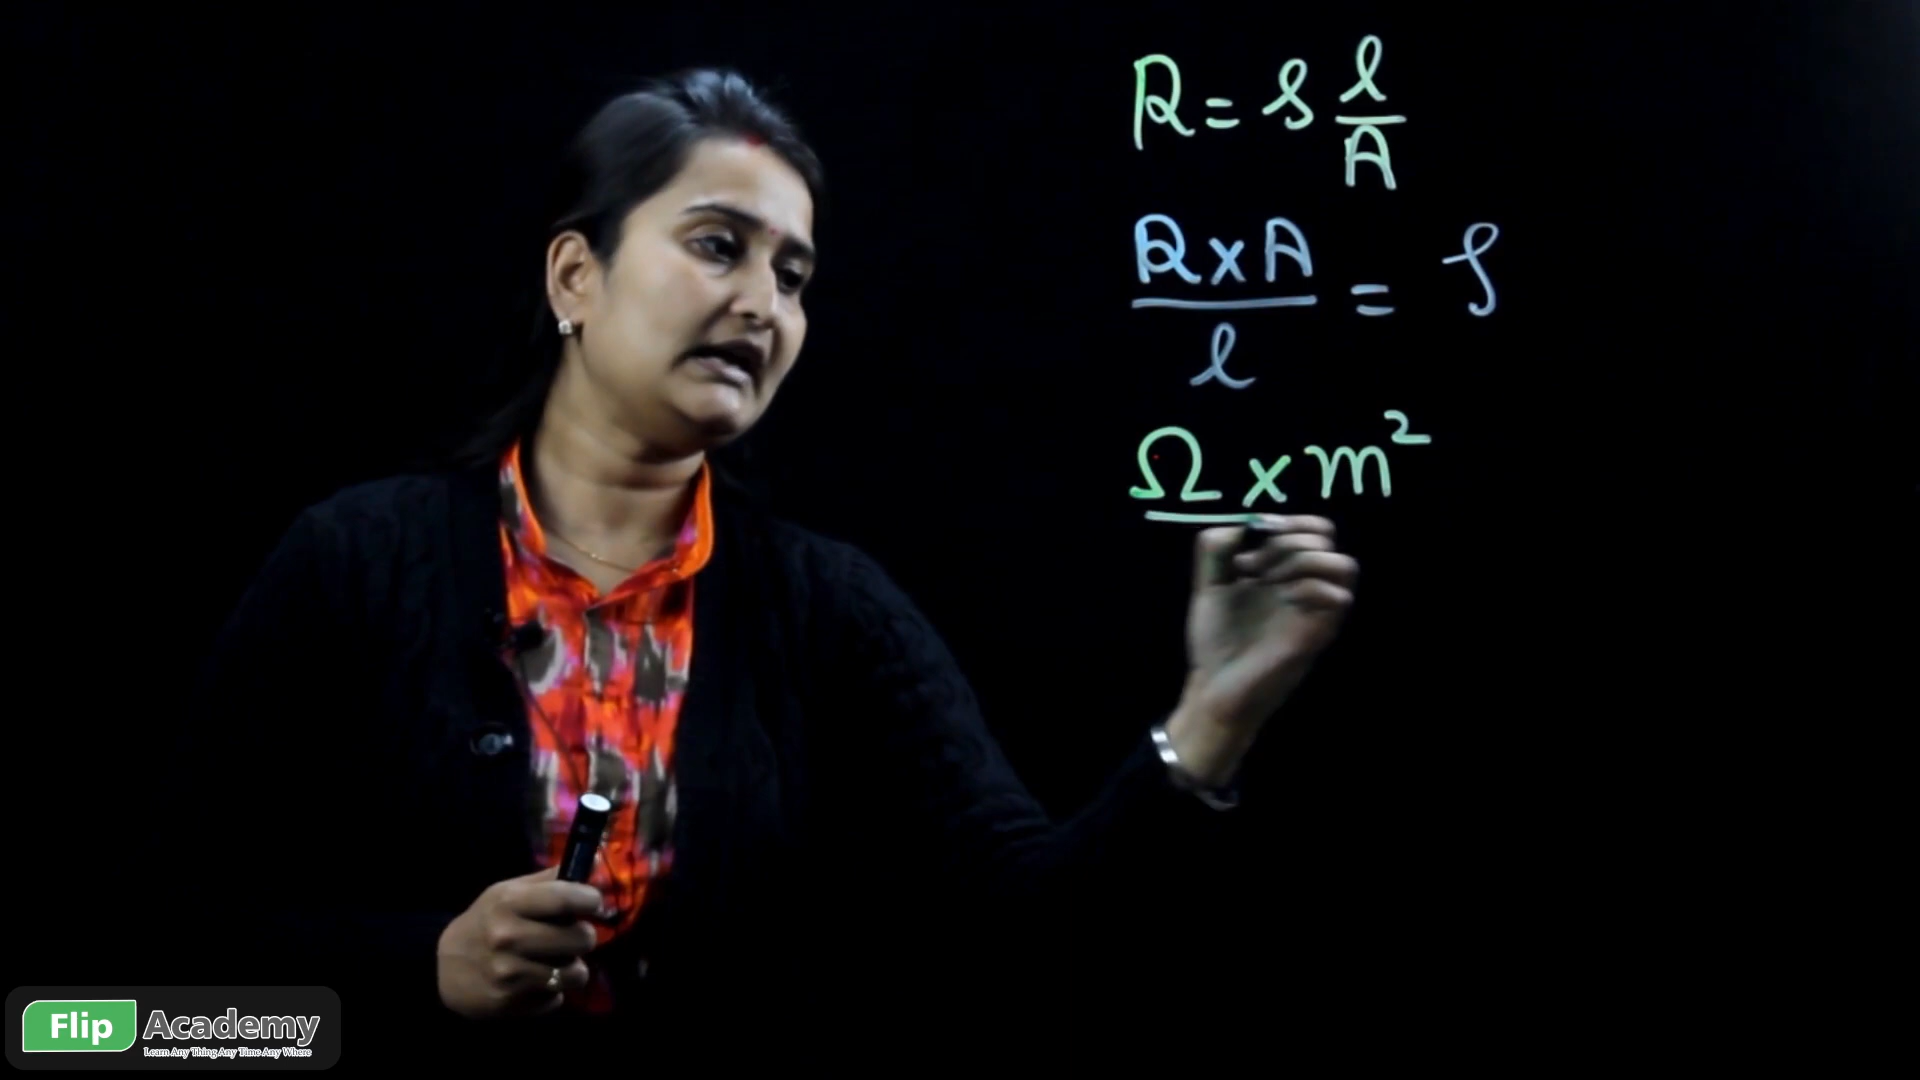 R = ρ l/A
R x A / l = ρ
Ω x m²
Flip Academy
Learn Any Thing Any Time Any Where